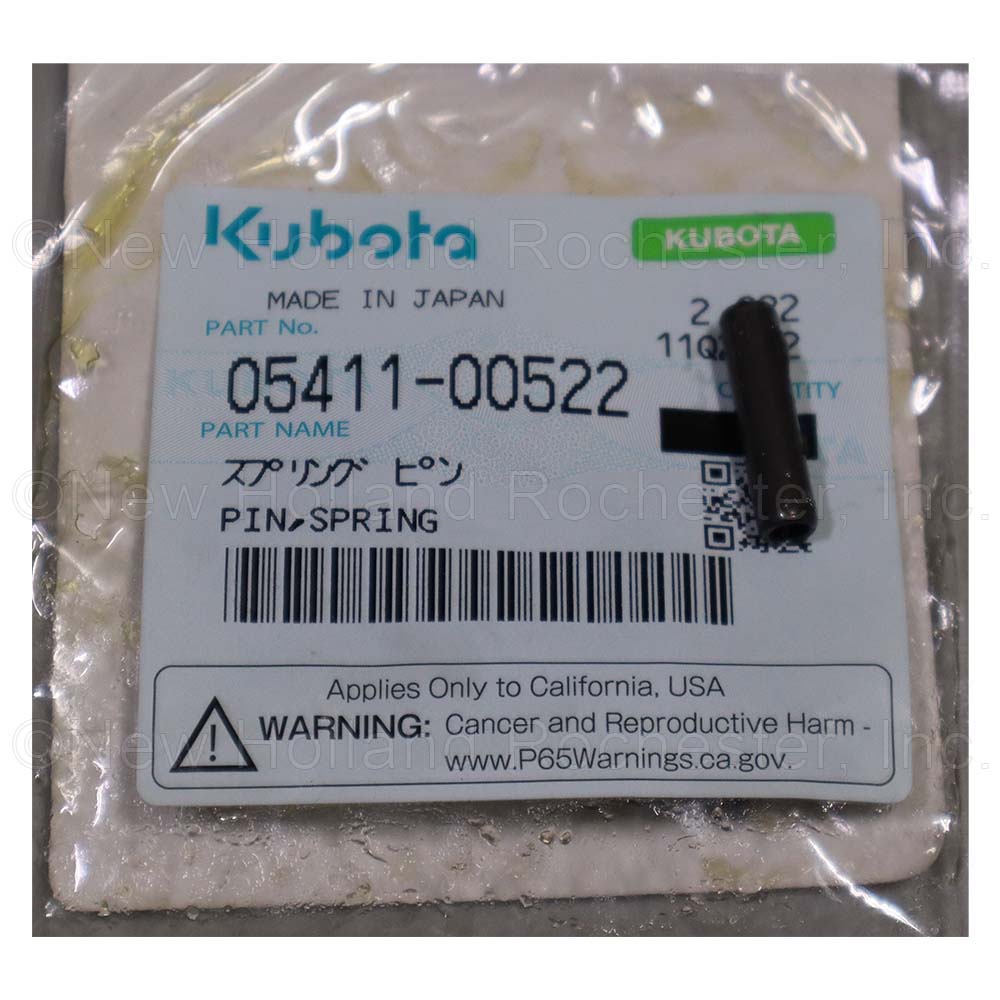 Kubota
KUBOTA
MADE IN JAPAN
PART No.
05411-00522
PART NAME
スプリング ピン
PIN,SPRING
Applies Only to California, USA
WARNING: Cancer and Reproductive Harm -
www.P65Warnings.ca.gov.
© New Holland Rochester, Inc.
© New Holland Rochester, Inc.
© New Holland Rochester, Inc.